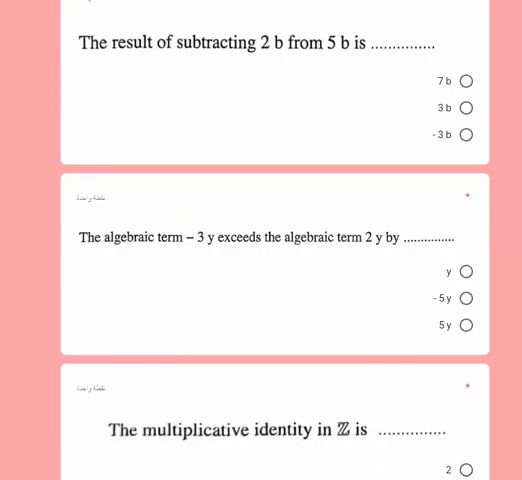 The result of subtracting 2 b from 5 b is ...............
7 b
3 b
- 3 b
نقطة واحدة
*
The algebraic term – 3 y exceeds the algebraic term 2 y by ...............
y
- 5 y
5 y
نقطة واحدة
*
The multiplicative identity in ℤ is ...............
2